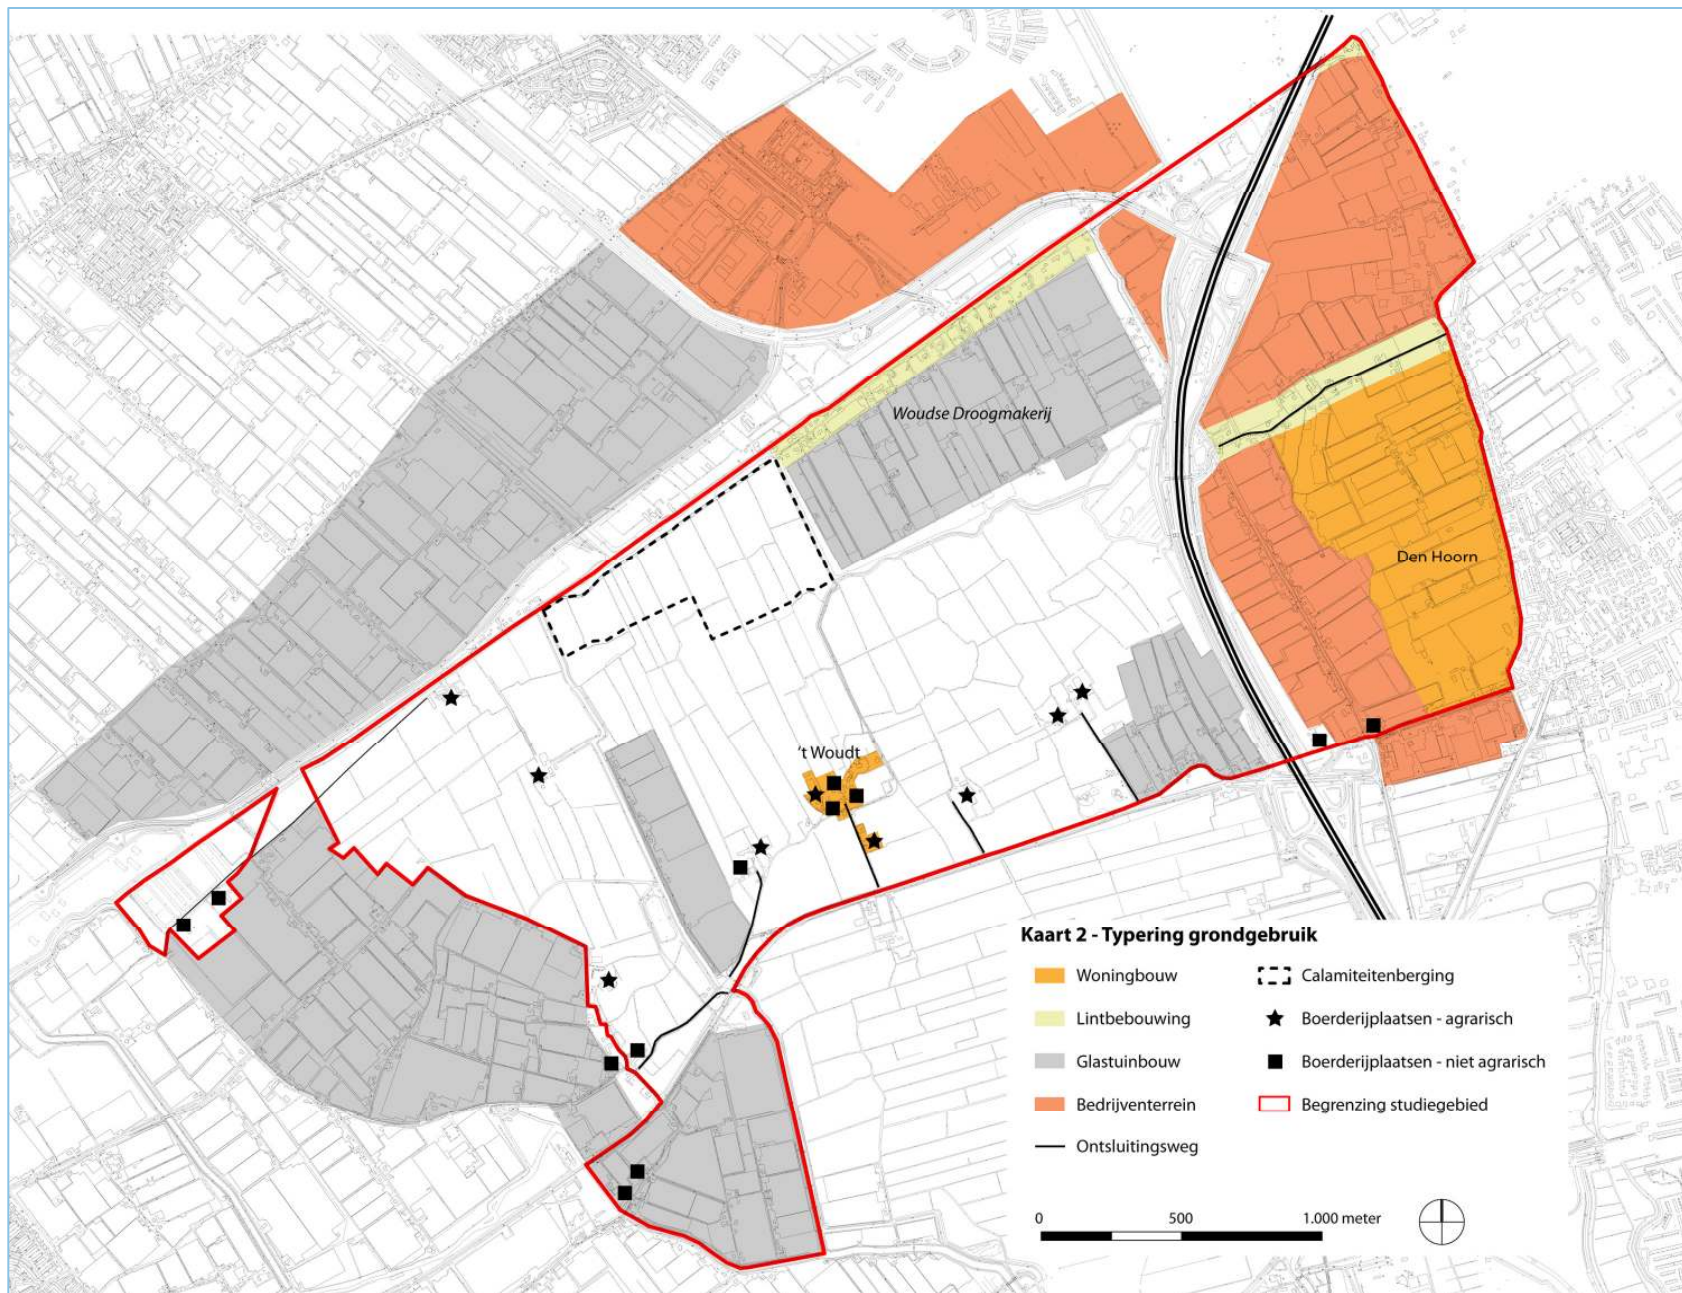 Woudse Droogmakerij
Den Hoorn
't Woudt
Kaart 2 - Typering grondgebruik
Woningbouw
Lintbebouwing
Glastuinbouw
Bedrijventerrein
Ontsluitingsweg
Calamiteitenberging
Boerderijplaatsen - agrarisch
Boerderijplaatsen - niet agrarisch
Begrenzing studiegebied
0 500 1.000 meter